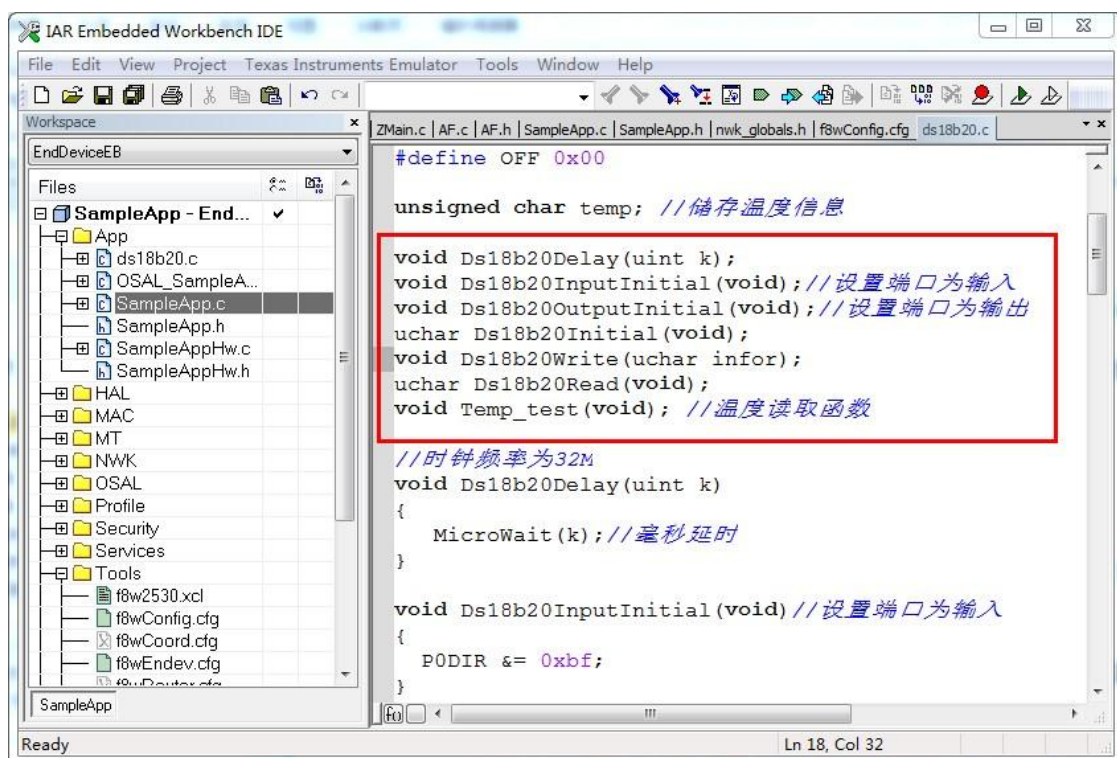 IAR Embedded Workbench IDE
File Edit View Project Texas Instruments Emulator Tools Window Help
Workspace
EndDeviceEB
Files
SampleApp - End...
App
ds18b20.c
OSAL_SampleA...
SampleApp.c
SampleApp.h
SampleAppHw.c
SampleAppHw.h
HAL
MAC
MT
NWK
OSAL
Profile
Security
Services
Tools
f8w2530.xcl
f8wConfig.cfg
f8wCoord.cfg
f8wEndev.cfg
SampleApp
ZMain.c | AF.c | AF.h | SampleApp.c | SampleApp.h | nwk_globals.h | f8wConfig.cfg ds18b20.c
#define OFF 0x00
unsigned char temp; //储存温度信息
void Ds18b20Delay(uint k);
void Ds18b20InputInitial(void);//设置端口为输入
void Ds18b20OutputInitial(void);//设置端口为输出
uchar Ds18b20Initial(void);
void Ds18b20Write(uchar infor);
uchar Ds18b20Read(void);
void Temp_test(void); //温度读取函数
//时钟频率为32M
void Ds18b20Delay(uint k)
{
MicroWait(k);//毫秒延时
}
void Ds18b20InputInitial(void)//设置端口为输入
{
P0DIR &= 0xbf;
}
Ready
Ln 18, Col 32